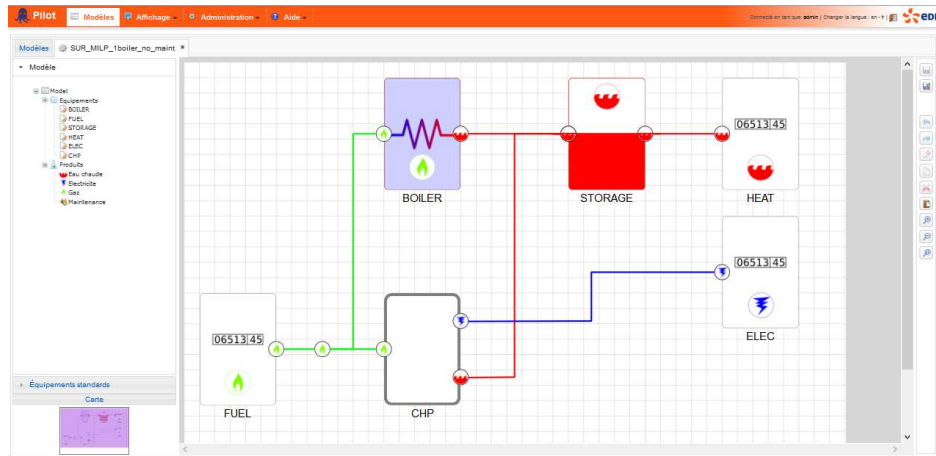 Pilot Modèles Affichage Administration Aide
Connecté en tant que: admin | Changer la langue : en - fr |
Modèles SUR_MILP_1boiler_no_maint
Modèle
Model
Equipements
BOILER
FUEL
STORAGE
HEAT
ELEC
CHP
Produits
Eau chaude
Electricite
Gas
Maintenance
06513 45
BOILER
STORAGE
HEAT
06513 45
ELEC
06513 45
FUEL
CHP
Équipements standards
Carte